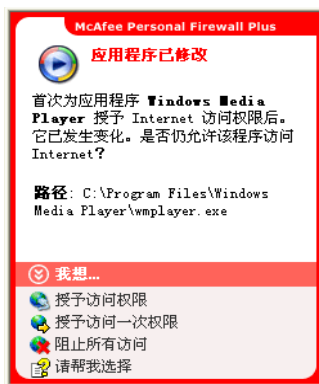 McAfee Personal Firewall Plus
应用程序已修改
首次为应用程序 Windows Media
Player 授予 Internet 访问权限后。
它已发生变化。是否仍允许该程序访问
Internet?
路径: C:\Program Files\Windows
Media Player\wmplayer.exe
我想...
授予访问权限
授予访问一次权限
阻止所有访问
请帮我选择